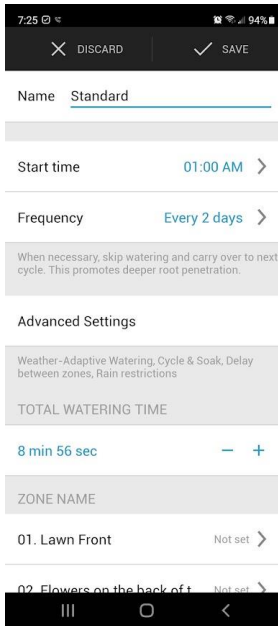 7:25 94%
DISCARD SAVE
Name Standard
Start time 01:00 AM
Frequency Every 2 days
When necessary, skip watering and carry over to next
cycle. This promotes deeper root penetration.
Advanced Settings
Weather-Adaptive Watering, Cycle & Soak, Delay
between zones, Rain restrictions
TOTAL WATERING TIME
8 min 56 sec − +
ZONE NAME
01. Lawn Front Not set
02. Flowers on the back of t Not set